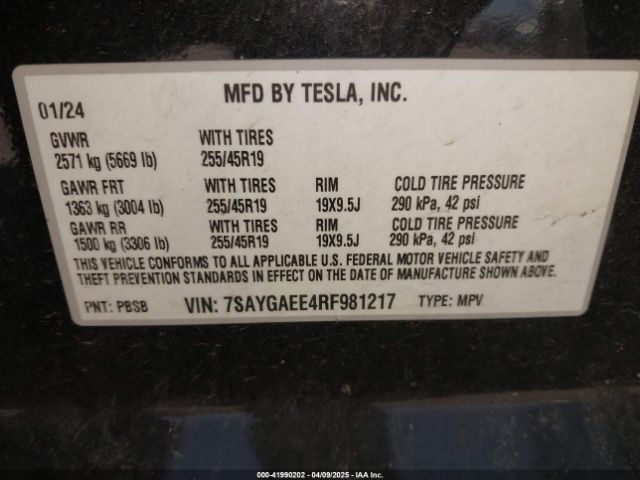 MFD BY TESLA, INC.
01/24
GVWR WITH TIRES
2571 kg (5669 lb) 255/45R19
GAWR FRT WITH TIRES RIM COLD TIRE PRESSURE
1363 kg (3004 lb) 255/45R19 19X9.5J 290 kPa, 42 psi
GAWR RR WITH TIRES RIM COLD TIRE PRESSURE
1500 kg (3306 lb) 255/45R19 19X9.5J 290 kPa, 42 psi
THIS VEHICLE CONFORMS TO ALL APPLICABLE U.S. FEDERAL MOTOR VEHICLE SAFETY AND
THEFT PREVENTION STANDARDS IN EFFECT ON THE DATE OF MANUFACTURE SHOWN ABOVE.
PNT: PBSB VIN: 7SAYGAEE4RF981217 TYPE: MPV
000-41990202 - 04/09/2025 - IAA Inc.